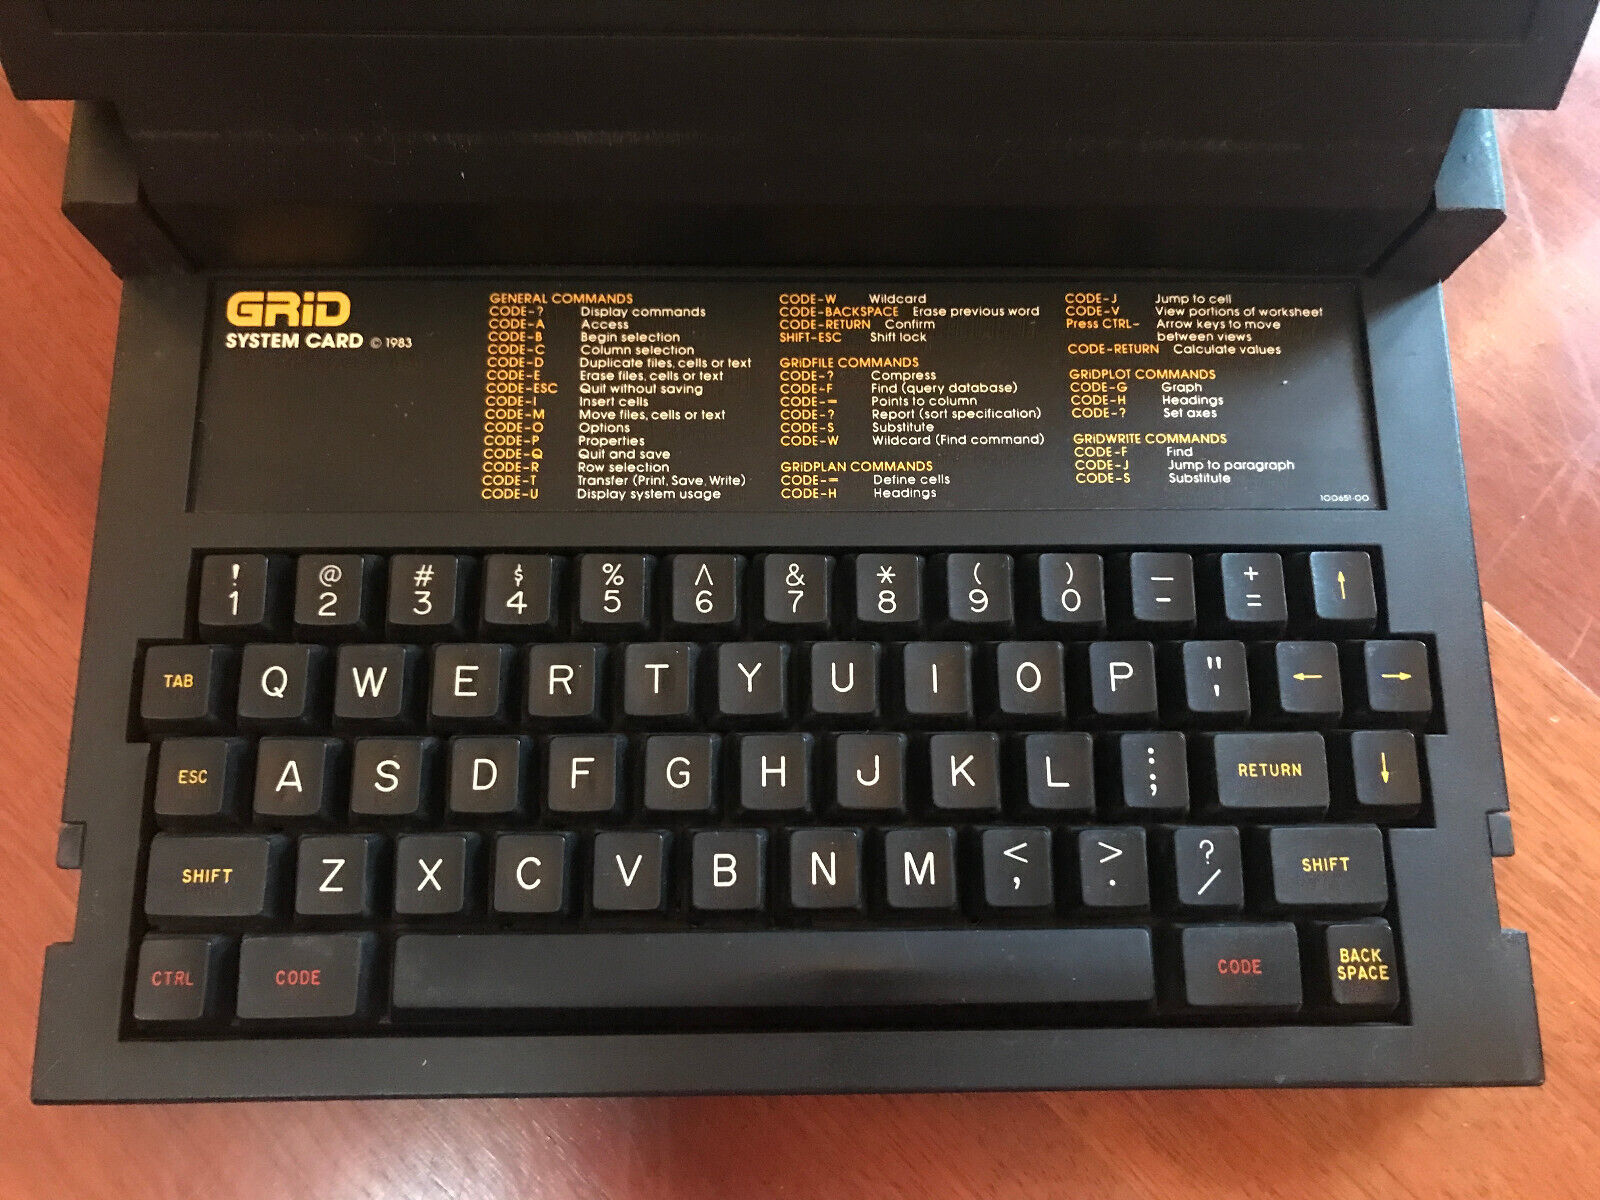 GRiD
SYSTEM CARD © 1983
GENERAL COMMANDS
CODE-? Display commands
CODE-A Access
CODE-B Begin selection
CODE-C Column selection
CODE-D Duplicate files, cells or text
CODE-E Erase files, cells or text
CODE-ESC Quit without saving
CODE-I Insert cells
CODE-M Move files, cells or text
CODE-O Options
CODE-P Properties
CODE-Q Quit and save
CODE-R Row selection
CODE-T Transfer (Print, Save, Write)
CODE-U Display system usage
CODE-W Wildcard
CODE-BACKSPACE Erase previous word
CODE-RETURN Confirm
SHIFT-ESC Shift lock
GRiDFILE COMMANDS
CODE-? Compress
CODE-F Find (query database)
CODE-= Points to column
CODE-? Report (sort specification)
CODE-S Substitute
CODE-W Wildcard (Find command)
GRiDPLAN COMMANDS
CODE-= Define cells
CODE-H Headings
CODE-J Jump to cell
CODE-V View portions of worksheet
Press CTRL- Arrow keys to move
between views
CODE-RETURN Calculate values
GRiDPLOT COMMANDS
CODE-G Graph
CODE-H Headings
CODE-? Set axes
GRiDWRITE COMMANDS
CODE-F Find
CODE-J Jump to paragraph
CODE-S Substitute
100651-00
! @ # $ % ^ & * ( ) — +
1 2 3 4 5 6 7 8 9 0 - = ↑
TAB Q W E R T Y U I O P " ' ← →
ESC A S D F G H J K L : ; RETURN ↓
SHIFT Z X C V B N M < , > . ? / SHIFT
CTRL CODE CODE BACK
SPACE